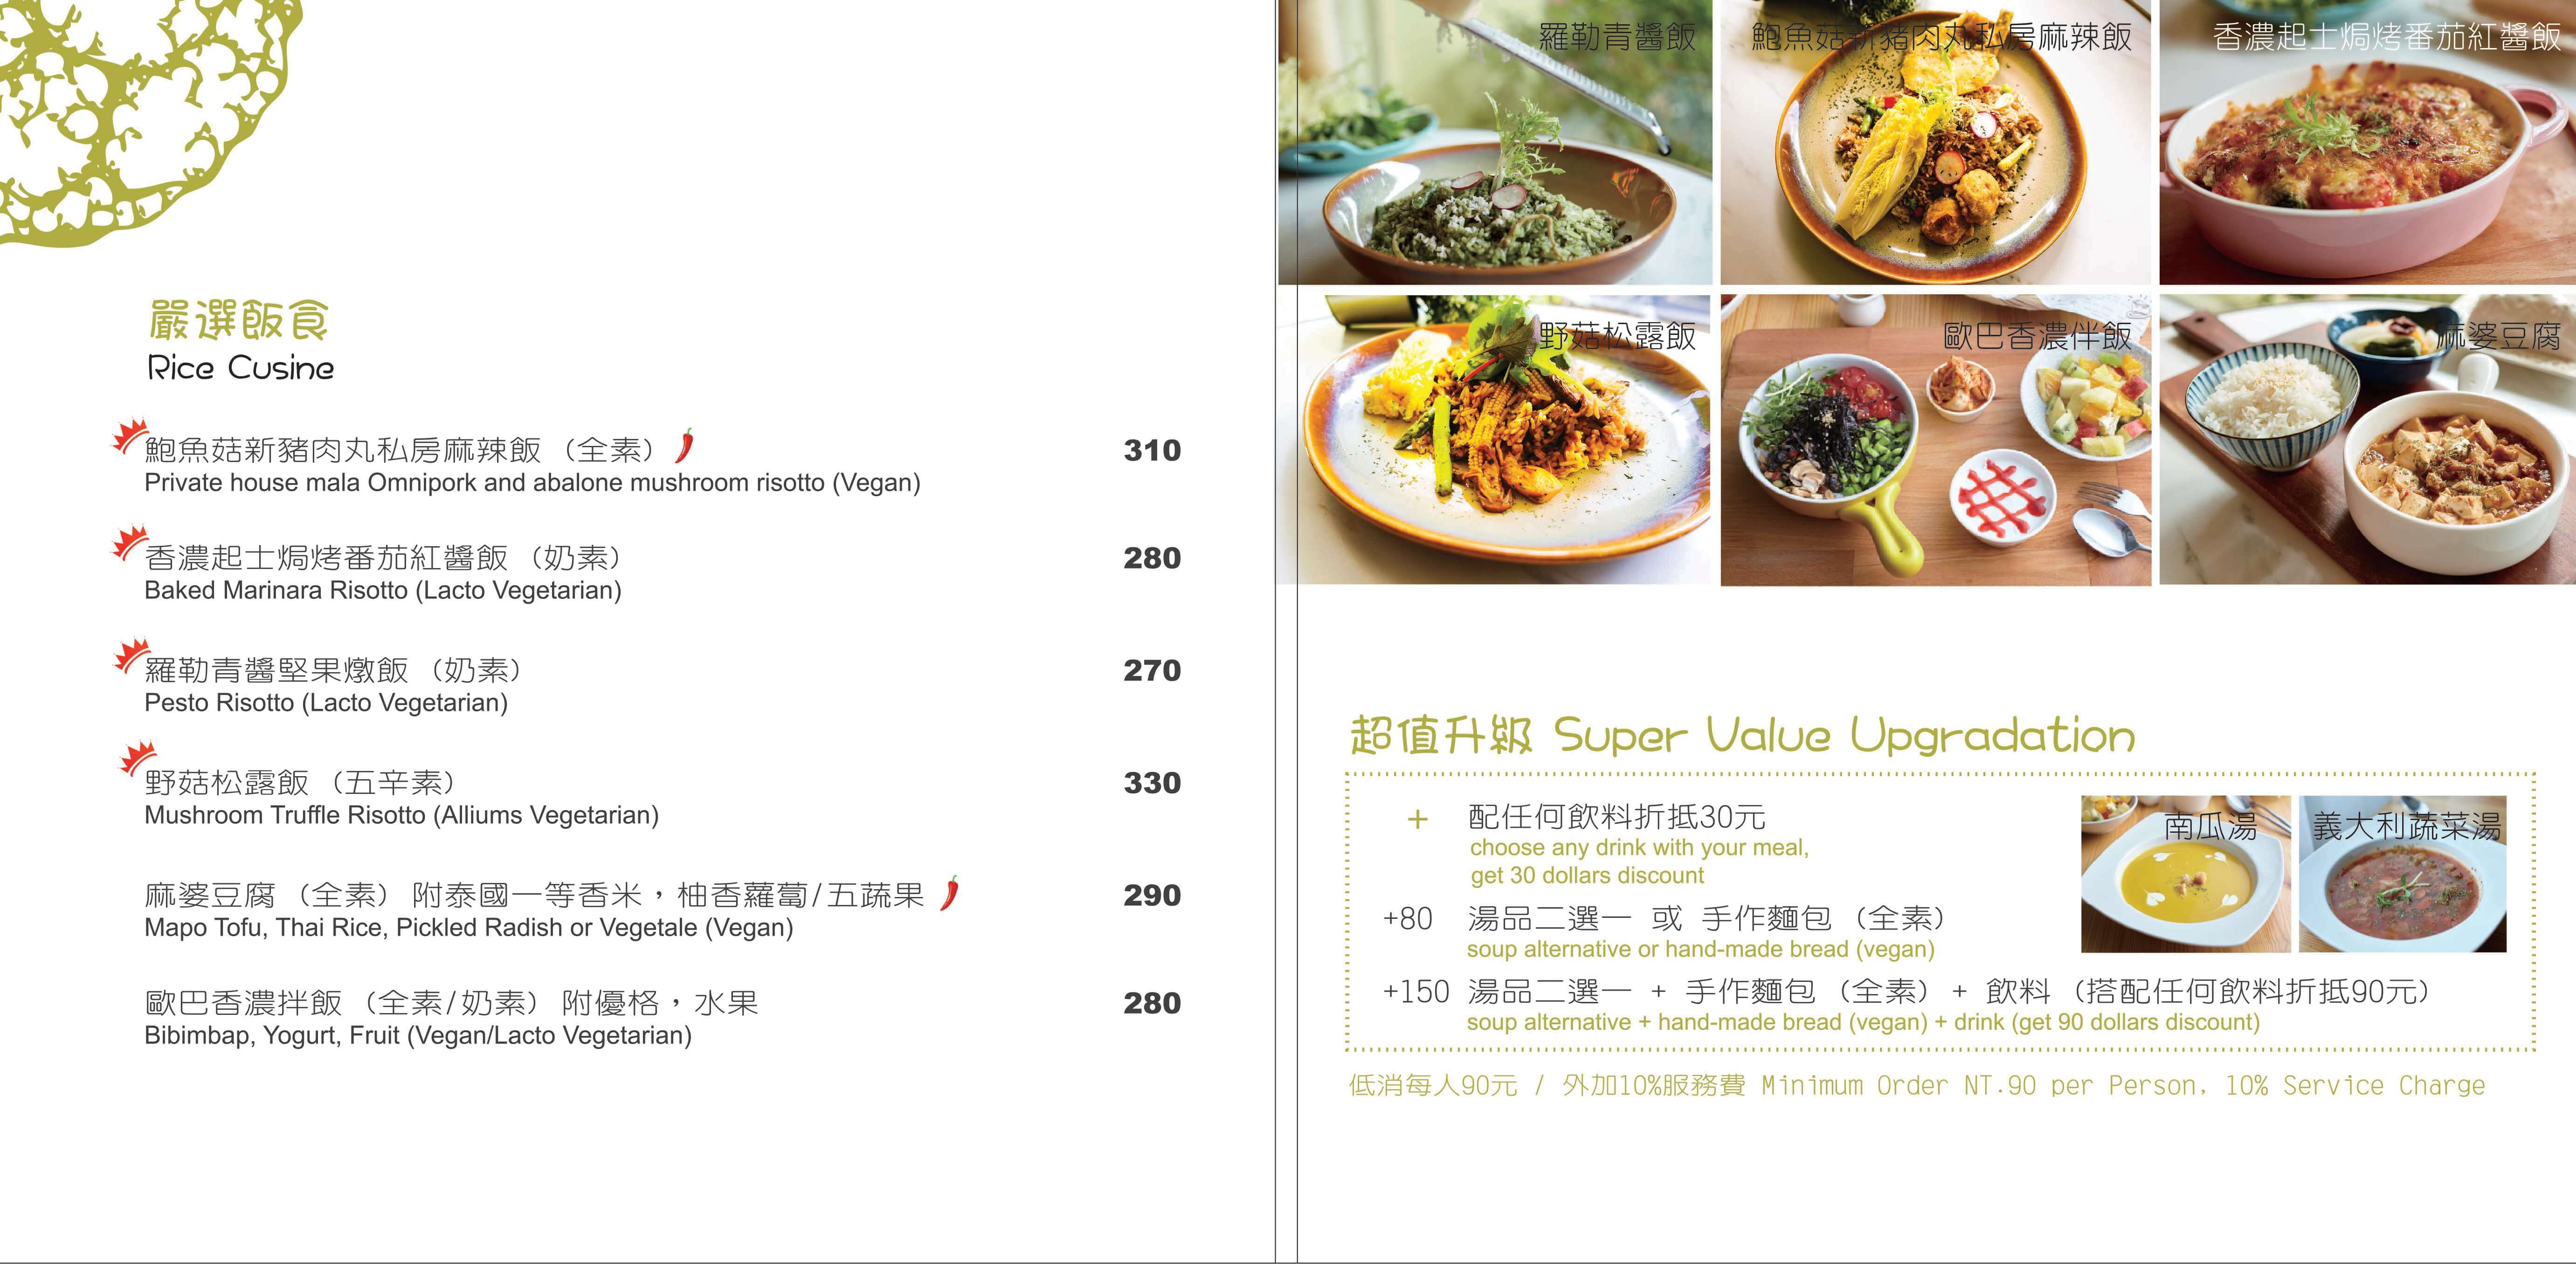 嚴選飯食
Rice Cusine
鮑魚菇新豬肉丸私房麻辣飯（全素）
310
Private house mala Omnipork and abalone mushroom risotto (Vegan)
香濃起士焗烤番茄紅醬飯（奶素）
280
Baked Marinara Risotto (Lacto Vegetarian)
羅勒青醬堅果燉飯（奶素）
270
Pesto Risotto (Lacto Vegetarian)
野菇松露飯（五辛素）
330
Mushroom Truffle Risotto (Alliums Vegetarian)
麻婆豆腐（全素）附泰國一等香米，柚香蘿蔔/五蔬果
290
Mapo Tofu, Thai Rice, Pickled Radish or Vegetale (Vegan)
歐巴香濃拌飯（全素/奶素）附優格，水果
280
Bibimbap, Yogurt, Fruit (Vegan/Lacto Vegetarian)
羅勒青醬飯
鮑魚菇新豬肉丸私房麻辣飯
香濃起士焗烤番茄紅醬飯
野菇松露飯
歐巴香濃伴飯
麻婆豆腐
超值升級 Super Value Upgradation
+ 配任何飲料折抵30元
choose any drink with your meal,
get 30 dollars discount
+80 湯品二選一 或 手作麵包（全素）
soup alternative or hand-made bread (vegan)
南瓜湯
義大利蔬菜湯
+150 湯品二選一 + 手作麵包（全素）+ 飲料（搭配任何飲料折抵90元）
soup alternative + hand-made bread (vegan) + drink (get 90 dollars discount)
低消每人90元 / 外加10%服務費 Minimum Order NT.90 per Person, 10% Service Charge